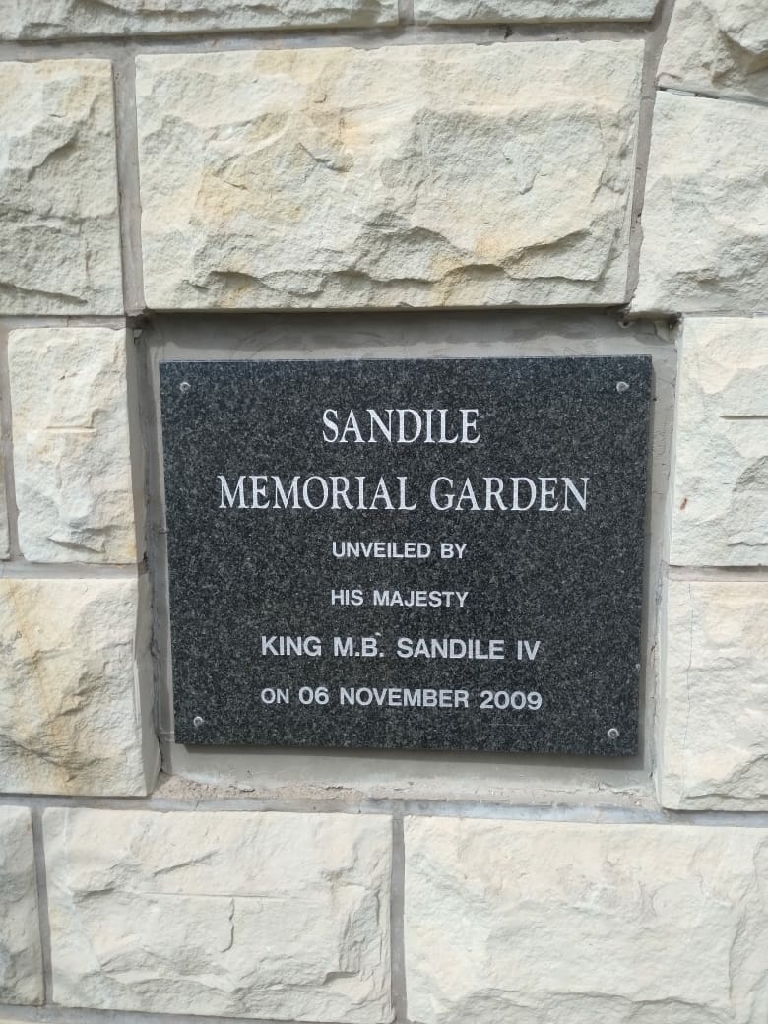 SANDILE
MEMORIAL GARDEN
UNVEILED BY
HIS MAJESTY
KING M.B. SANDILE IV
ON 06 NOVEMBER 2009